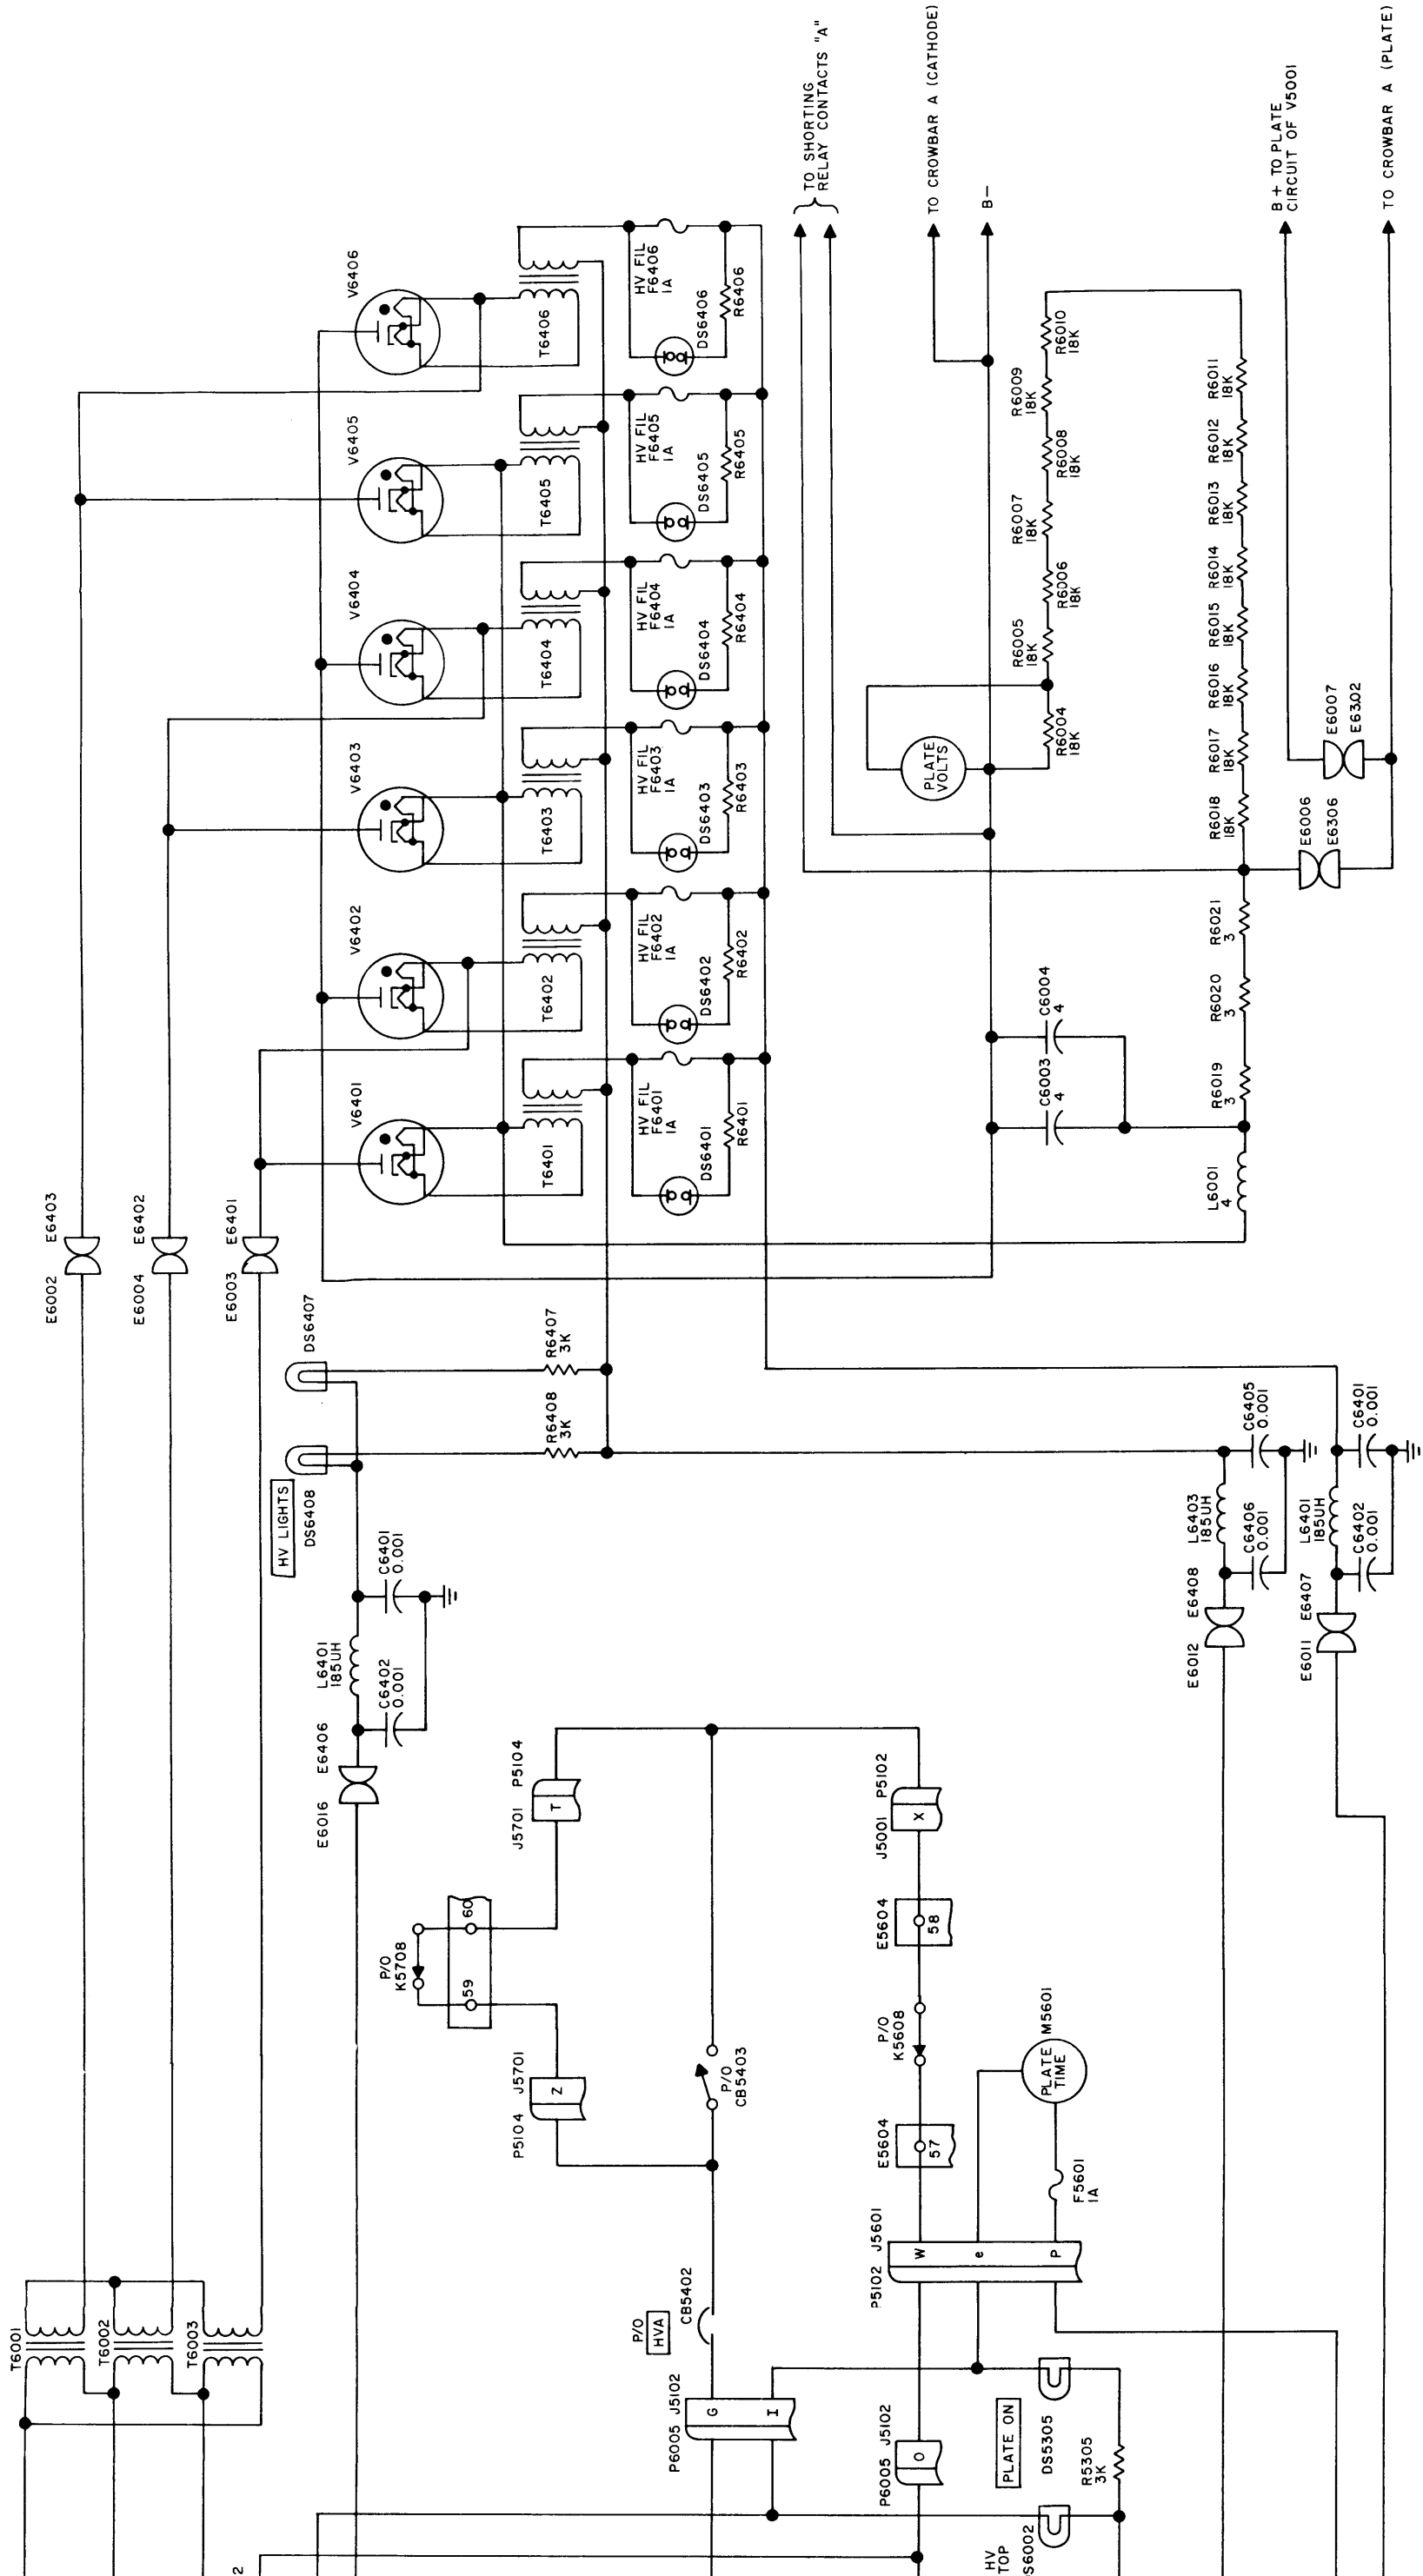 TO CROWBAR A (CATHODE)
TO SHORTING
RELAY CONTACTS "A"
B-
B+ TO PLATE
CIRCUIT OF V5001
TO CROWBAR A (PLATE)
V6406
V6405
V6404
V6403
V6402
V6401
T6406
T6405
T6404
T6403
T6402
T6401
HV FIL
F6406
1A
DS6406
R6406
HV FIL
F6405
1A
DS6405
R6405
HV FIL
F6404
1A
DS6404
R6404
HV FIL
F6403
1A
DS6403
R6403
HV FIL
F6402
1A
DS6402
R6402
HV FIL
F6401
1A
DS6401
R6401
R6010
18K
R6009
18K
R6008
18K
R6007
18K
R6006
18K
R6005
18K
R6004
18K
PLATE
VOLTS
R6011
18K
R6012
18K
R6013
18K
R6014
18K
R6015
18K
R6016
18K
R6017
18K
R6018
18K
E6007
E6302
E6006
E6306
R6021
3
R6020
3
R6019
3
C6004
4
C6003
4
L6001
4
E6002
E6403
E6004
E6402
E6003
E6401
DS6407
R6407
3K
R6408
3K
HV LIGHTS
DS6408
C6401
0.001
L6401
185UH
C6402
0.001
E6016
E6406
C6405
0.001
L6403
185UH
C6406
0.001
E6012
E6408
C6401
0.001
L6401
185UH
C6402
0.001
E6011
E6407
J5701 P5104
T
P/O
K5708
60
59
P5104 J5701
Z
P/O
CB5403
J5001 P5102
X
E5604
58
P/O
K5608
E5604
57
PLATE
TIME
M5601
F5601
1A
P5102 J5601
W
e
P
P/O
HVA
CB5402
P6005 J5102
G
I
P6005 J5102
O
PLATE ON
DS5305
R5305
3K
T6001
T6002
T6003
HV
TOP
S6002
2